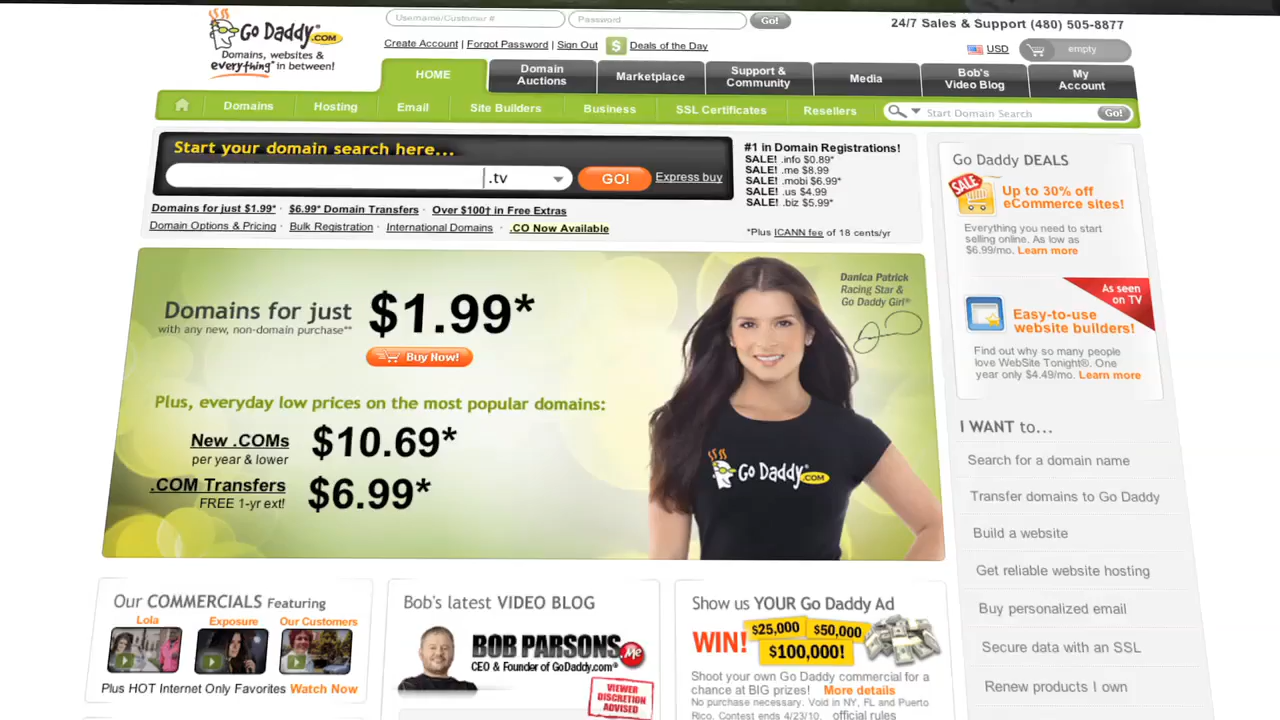 Go Daddy.COM
Domains, websites &
everything* in between!
Username/Customer #
Password
Go!
24/7 Sales & Support (480) 505-8877
Create Account | Forgot Password | Sign Out
$
Deals of the Day
USD
empty
HOME
Domain Auctions
Marketplace
Support & Community
Media
Bob's Video Blog
My Account
Domains
Hosting
Email
Site Builders
Business
SSL Certificates
Resellers
Start Domain Search
Go!
Start your domain search here...
.tv
GO!
Express buy
Domains for just $1.99* · $6.99* Domain Transfers · Over $100† in Free Extras
Domain Options & Pricing · Bulk Registration · International Domains · .CO Now Available
#1 in Domain Registrations!
SALE! .info $0.89*
SALE! .me $8.99
SALE! .mobi $6.99*
SALE! .us $4.99
SALE! .biz $5.99*
*Plus ICANN fee of 18 cents/yr
Domains for just $1.99*
with any new, non-domain purchase**
Buy Now!
Plus, everyday low prices on the most popular domains:
New .COMs $10.69*
per year & lower
.COM Transfers $6.99*
FREE 1-yr ext!
Danica Patrick
Racing Star &
Go Daddy Girl®
Go Daddy.COM
Go Daddy DEALS
SALE
Up to 30% off
eCommerce sites!
Everything you need to start
selling online. As low as
$6.99/mo. Learn more
As seen
on TV
Easy-to-use
website builders!
Find out why so many people
love WebSite Tonight®. One
year only $4.49/mo. Learn more
I WANT to...
Search for a domain name
Transfer domains to Go Daddy
Build a website
Get reliable website hosting
Buy personalized email
Secure data with an SSL
Renew products I own
Our COMMERCIALS Featuring
Lola
Exposure
Our Customers
Plus HOT Internet Only Favorites Watch Now
Bob's latest VIDEO BLOG
BOB PARSONS.Me
CEO & Founder of GoDaddy.com®
VIEWER
DISCRETION
ADVISED
Show us YOUR Go Daddy Ad
WIN!
$25,000
$50,000
$100,000!
Shoot your own Go Daddy commercial for a
chance at BIG prizes! More details
No purchase necessary. Void in NY, FL and Puerto
Rico. Contest ends 4/23/10. official rules